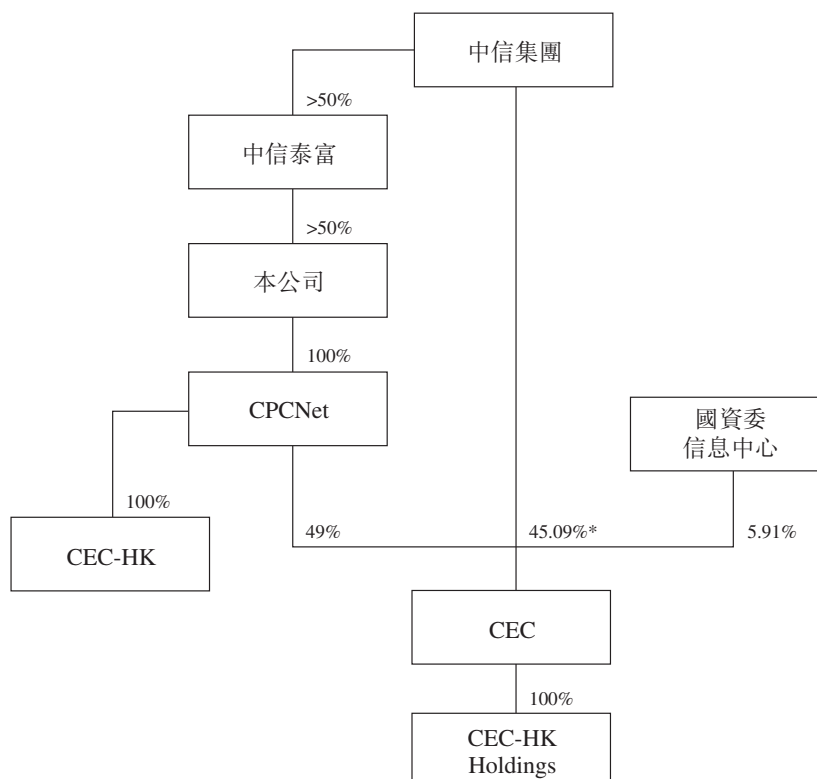 中信集團
>50%
中信泰富
>50%
本公司
100%
CPCNet
國資委
信息中心
100%
49%
45.09%*
5.91%
CEC-HK
CEC
100%
CEC-HK
Holdings